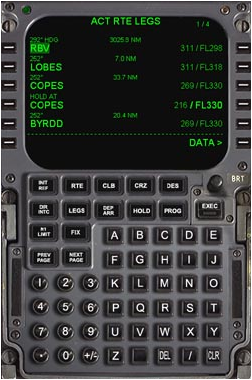 ACT RTE LEGS 1/4
292° HDG 3025.9 NM
RBV 311/FL298
252° 7.0 NM
LOBES 311/FL318
252° 33.7 NM
COPES 269/FL330
HOLD AT
COPES 216/FL330
252° 20.4 NM
BYRDD 269/FL330
DATA >
INIT REF RTE CLB CRZ DES BRT
DIR INTC LEGS DEP ARR HOLD PROG EXEC
N1 LIMIT FIX A B C D E
PREV PAGE NEXT PAGE F G H I J
1 2 3 K L M N O
4 5 6 P Q R S T
7 8 9 U V W X Y
. 0 +/- Z DEL / CLR